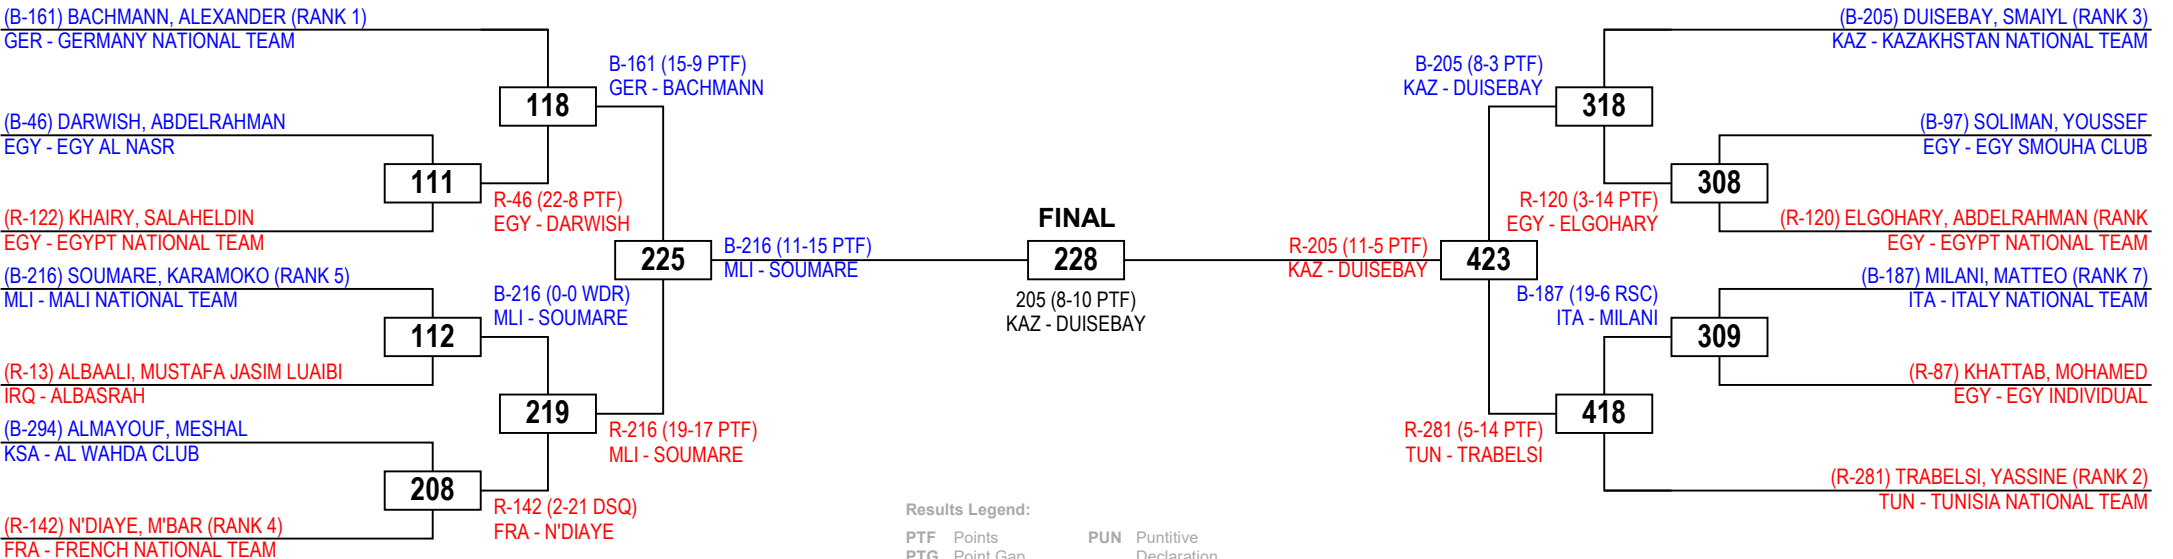 (B-161) BACHMANN, ALEXANDER (RANK 1)
GER - GERMANY NATIONAL TEAM
(B-46) DARWISH, ABDELRAHMAN
EGY - EGY AL NASR
(R-122) KHAIRY, SALAHELDIN
EGY - EGYPT NATIONAL TEAM
(B-216) SOUMARE, KARAMOKO (RANK 5)
MLI - MALI NATIONAL TEAM
(R-13) ALBAALI, MUSTAFA JASIM LUAIBI
IRQ - ALBASRAH
(B-294) ALMAYOUF, MESHAL
KSA - AL WAHDA CLUB
(R-142) N'DIAYE, M'BAR (RANK 4)
FRA - FRENCH NATIONAL TEAM
111
112
208
118
R-46 (22-8 PTF)
EGY - DARWISH
B-216 (0-0 WDR)
MLI - SOUMARE
219
R-142 (2-21 DSQ)
FRA - N'DIAYE
B-161 (15-9 PTF)
GER - BACHMANN
225
R-216 (19-17 PTF)
MLI - SOUMARE
B-216 (11-15 PTF)
MLI - SOUMARE
FINAL
228
205 (8-10 PTF)
KAZ - DUISEBAY
R-205 (11-5 PTF)
KAZ - DUISEBAY
423
B-205 (8-3 PTF)
KAZ - DUISEBAY
R-281 (5-14 PTF)
TUN - TRABELSI
318
R-120 (3-14 PTF)
EGY - ELGOHARY
B-187 (19-6 RSC)
ITA - MILANI
418
308
309
(B-205) DUISEBAY, SMAIYL (RANK 3)
KAZ - KAZAKHSTAN NATIONAL TEAM
(B-97) SOLIMAN, YOUSSEF
EGY - EGY SMOUHA CLUB
(R-120) ELGOHARY, ABDELRAHMAN (RANK
EGY - EGYPT NATIONAL TEAM
(B-187) MILANI, MATTEO (RANK 7)
ITA - ITALY NATIONAL TEAM
(R-87) KHATTAB, MOHAMED
EGY - EGY INDIVIDUAL
(R-281) TRABELSI, YASSINE (RANK 2)
TUN - TUNISIA NATIONAL TEAM
Results Legend:
PTF Points PUN Puntitive
PTG Point Gap Declaration